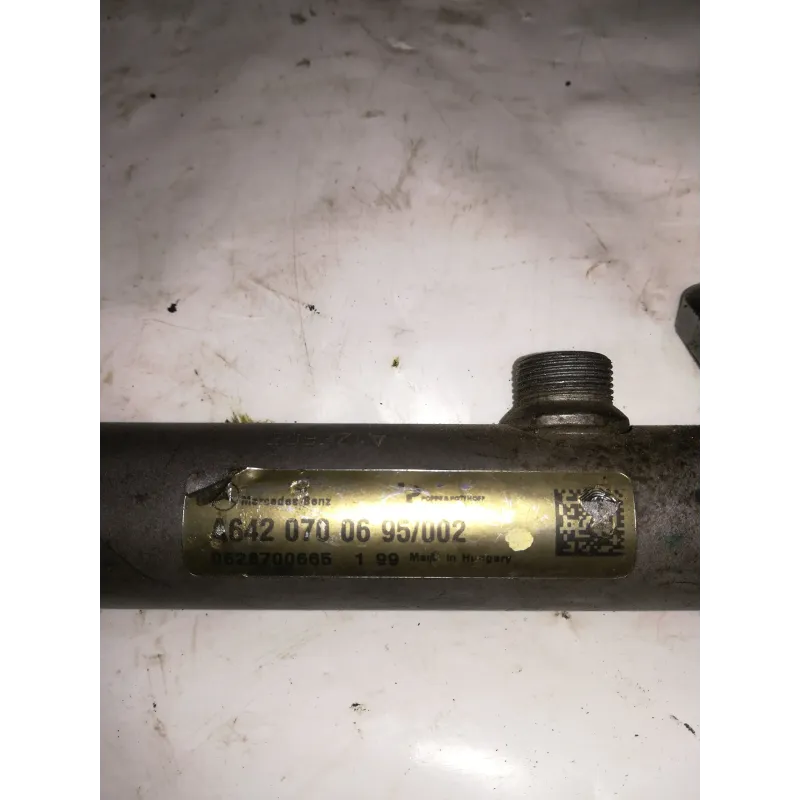 Mercedes-Benz
POPPE & POTTHOFF
A642 070 06 95/002
0628700665 1 99 Made in Hungary